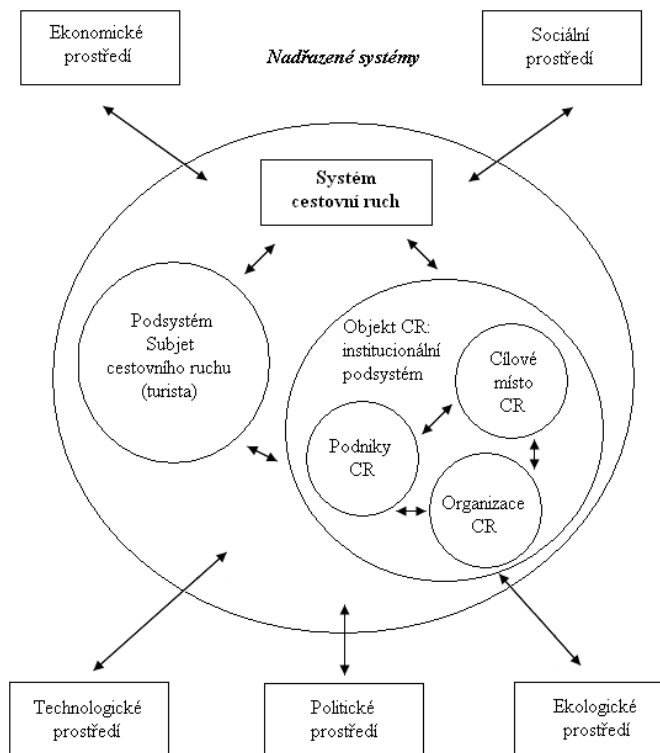 Ekonomické
prostředí
Nadřazené systémy
Sociální
prostředí
Systém
cestovní ruch
Podsystém
Subjet
cestovního ruchu
(turista)
Objekt CR:
institucionální
podsystém
Cílové
místo
CR
Podniky
CR
Organizace
CR
Technologické
prostředí
Politické
prostředí
Ekologické
prostředí